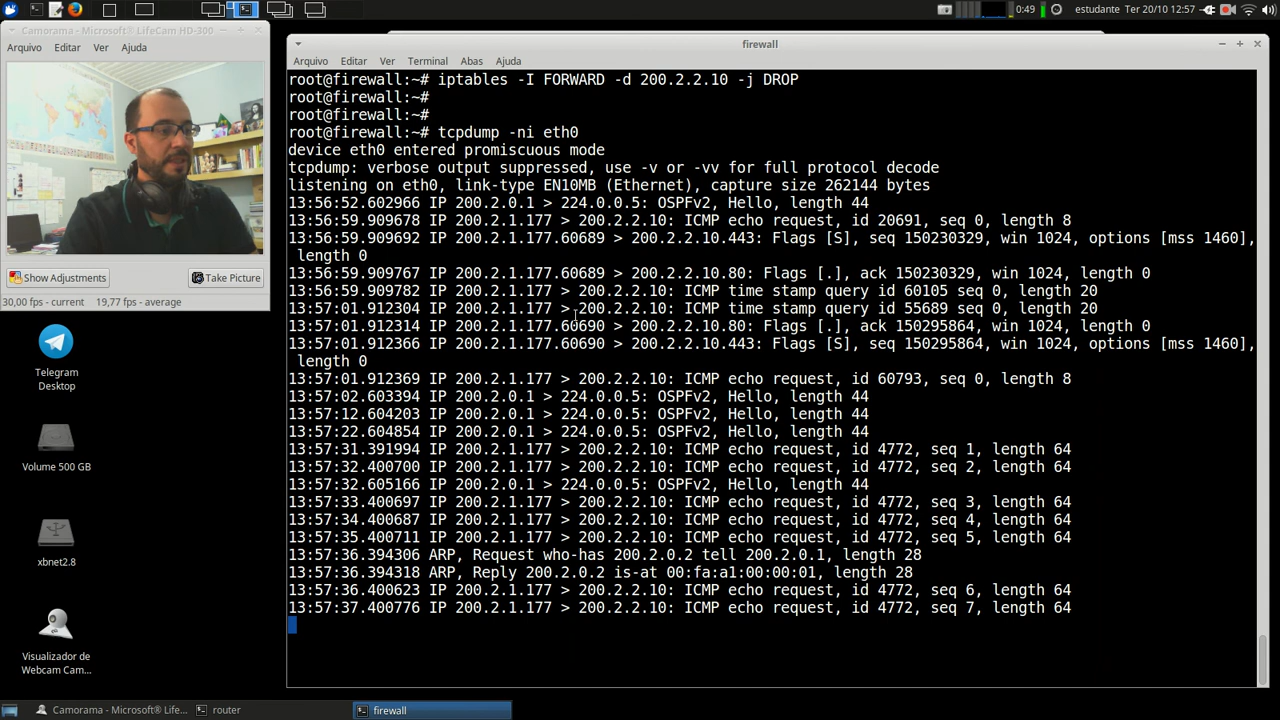 0:49
estudante Ter 20/10 12:57
Camorama - Microsoft® LifeCam HD-300
Arquivo Editar Ver Ajuda
Show Adjustments
Take Picture
30,00 fps - current 19,77 fps - average
Telegram
Desktop
Volume 500 GB
xbnet2.8
Visualizador de
Webcam Cam...
firewall
Arquivo Editar Ver Terminal Abas Ajuda
root@firewall:~# iptables -I FORWARD -d 200.2.2.10 -j DROP
root@firewall:~#
root@firewall:~#
root@firewall:~# tcpdump -ni eth0
device eth0 entered promiscuous mode
tcpdump: verbose output suppressed, use -v or -vv for full protocol decode
listening on eth0, link-type EN10MB (Ethernet), capture size 262144 bytes
13:56:52.602966 IP 200.2.0.1 > 224.0.0.5: OSPFv2, Hello, length 44
13:56:59.909678 IP 200.2.1.177 > 200.2.2.10: ICMP echo request, id 20691, seq 0, length 8
13:56:59.909692 IP 200.2.1.177.60689 > 200.2.2.10.443: Flags [S], seq 150230329, win 1024, options [mss 1460],
length 0
13:56:59.909767 IP 200.2.1.177.60689 > 200.2.2.10.80: Flags [.], ack 150230329, win 1024, length 0
13:56:59.909782 IP 200.2.1.177 > 200.2.2.10: ICMP time stamp query id 60105 seq 0, length 20
13:57:01.912304 IP 200.2.1.177 > 200.2.2.10: ICMP time stamp query id 55689 seq 0, length 20
13:57:01.912314 IP 200.2.1.177.60690 > 200.2.2.10.80: Flags [.], ack 150295864, win 1024, length 0
13:57:01.912366 IP 200.2.1.177.60690 > 200.2.2.10.443: Flags [S], seq 150295864, win 1024, options [mss 1460],
length 0
13:57:01.912369 IP 200.2.1.177 > 200.2.2.10: ICMP echo request, id 60793, seq 0, length 8
13:57:02.603394 IP 200.2.0.1 > 224.0.0.5: OSPFv2, Hello, length 44
13:57:12.604203 IP 200.2.0.1 > 224.0.0.5: OSPFv2, Hello, length 44
13:57:22.604854 IP 200.2.0.1 > 224.0.0.5: OSPFv2, Hello, length 44
13:57:31.391994 IP 200.2.1.177 > 200.2.2.10: ICMP echo request, id 4772, seq 1, length 64
13:57:32.400700 IP 200.2.1.177 > 200.2.2.10: ICMP echo request, id 4772, seq 2, length 64
13:57:32.605166 IP 200.2.0.1 > 224.0.0.5: OSPFv2, Hello, length 44
13:57:33.400697 IP 200.2.1.177 > 200.2.2.10: ICMP echo request, id 4772, seq 3, length 64
13:57:34.400687 IP 200.2.1.177 > 200.2.2.10: ICMP echo request, id 4772, seq 4, length 64
13:57:35.400711 IP 200.2.1.177 > 200.2.2.10: ICMP echo request, id 4772, seq 5, length 64
13:57:36.394306 ARP, Request who-has 200.2.0.2 tell 200.2.0.1, length 28
13:57:36.394318 ARP, Reply 200.2.0.2 is-at 00:fa:a1:00:00:01, length 28
13:57:36.400623 IP 200.2.1.177 > 200.2.2.10: ICMP echo request, id 4772, seq 6, length 64
13:57:37.400776 IP 200.2.1.177 > 200.2.2.10: ICMP echo request, id 4772, seq 7, length 64
Camorama - Microsoft® LifeCam HD-3...
router
firewall